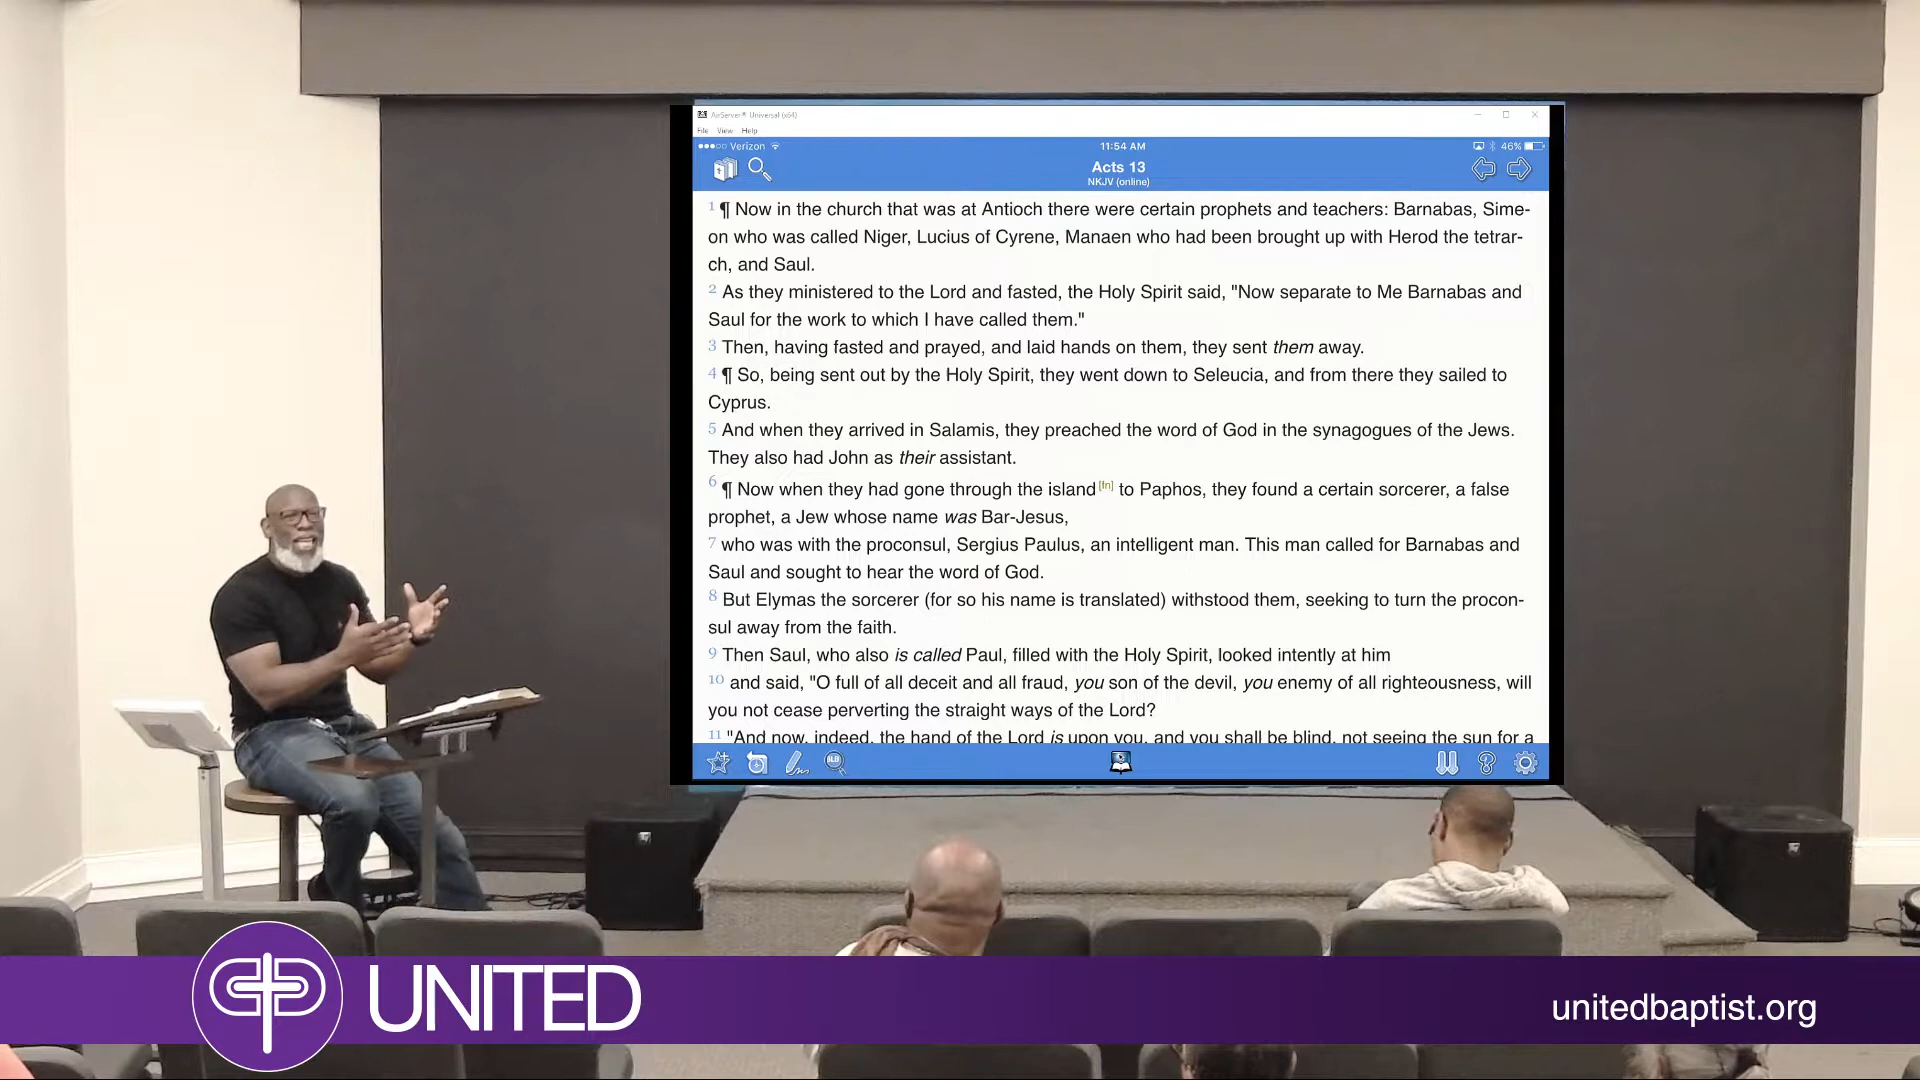 AirServer® Universal (x64)
File View Help
Verizon 11:54 AM 46%
Acts 13
NKJV (online)
1 ¶ Now in the church that was at Antioch there were certain prophets and teachers: Barnabas, Sime-
on who was called Niger, Lucius of Cyrene, Manaen who had been brought up with Herod the tetrar-
ch, and Saul.
2 As they ministered to the Lord and fasted, the Holy Spirit said, "Now separate to Me Barnabas and
Saul for the work to which I have called them."
3 Then, having fasted and prayed, and laid hands on them, they sent them away.
4 ¶ So, being sent out by the Holy Spirit, they went down to Seleucia, and from there they sailed to
Cyprus.
5 And when they arrived in Salamis, they preached the word of God in the synagogues of the Jews.
They also had John as their assistant.
6 ¶ Now when they had gone through the island [fn] to Paphos, they found a certain sorcerer, a false
prophet, a Jew whose name was Bar-Jesus,
7 who was with the proconsul, Sergius Paulus, an intelligent man. This man called for Barnabas and
Saul and sought to hear the word of God.
8 But Elymas the sorcerer (for so his name is translated) withstood them, seeking to turn the procon-
sul away from the faith.
9 Then Saul, who also is called Paul, filled with the Holy Spirit, looked intently at him
10 and said, "O full of all deceit and all fraud, you son of the devil, you enemy of all righteousness, will
you not cease perverting the straight ways of the Lord?
11 "And now, indeed, the hand of the Lord is upon you, and you shall be blind, not seeing the sun for a
UNITED
unitedbaptist.org